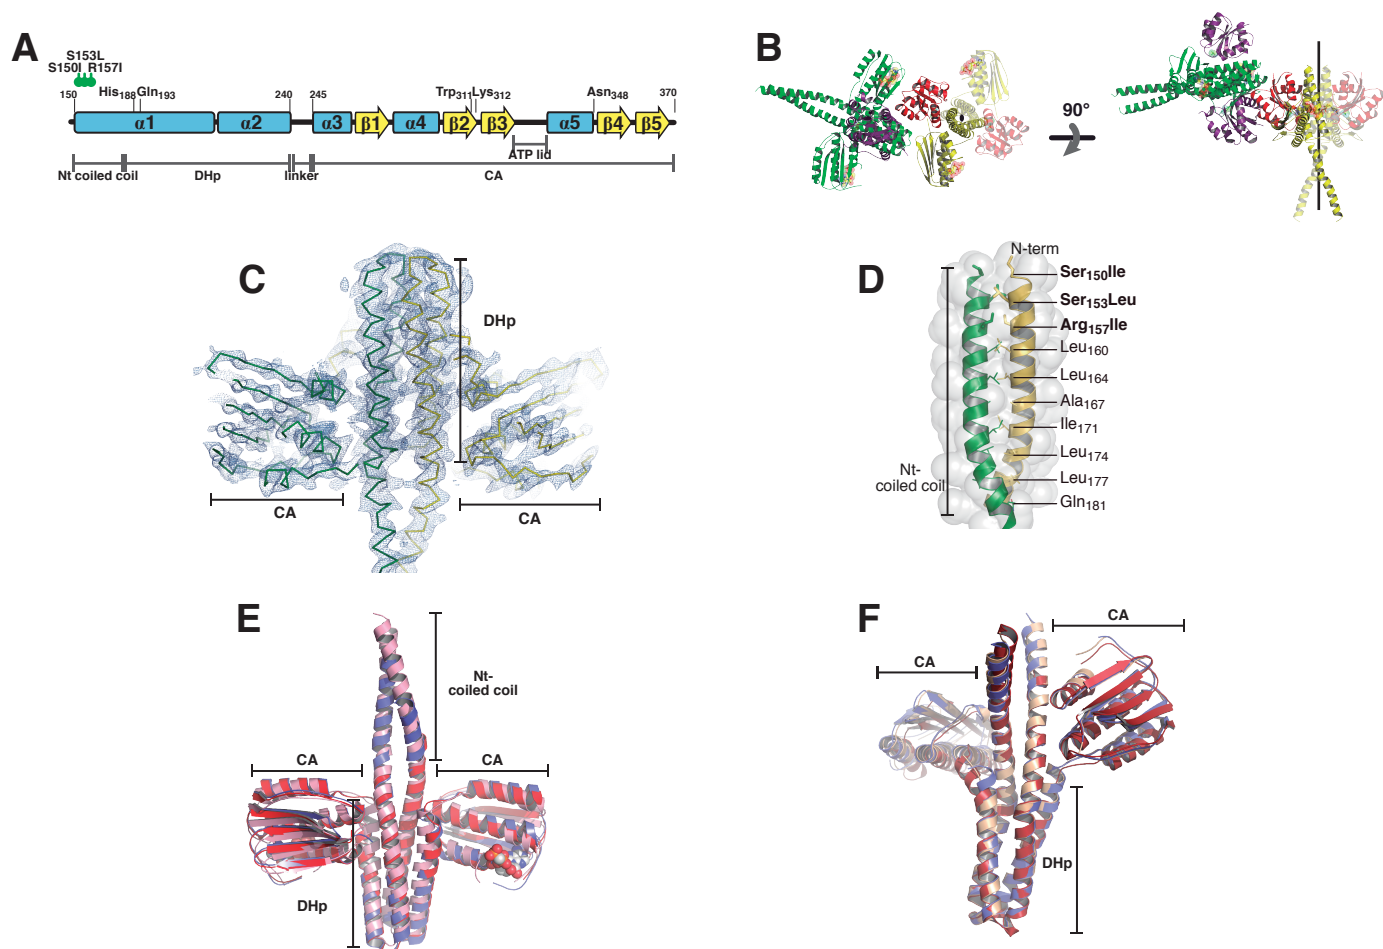 A
S153L
S150I R157I
150 His188 Gln193 240 245 Trp311 Lys312 Asn348 370
α1 α2 α3 β1 α4 β2 β3 α5 β4 β5
ATP lid
Nt coiled coil DHp linker CA
B
90°
C
DHp
CA
CA
D
N-term
Ser150Ile
Ser153Leu
Arg157Ile
Leu160
Leu164
Ala167
Ile171
Leu174
Leu177
Gln181
Nt-
coiled coil
E
Nt-
coiled coil
CA
CA
DHp
F
CA
CA
DHp